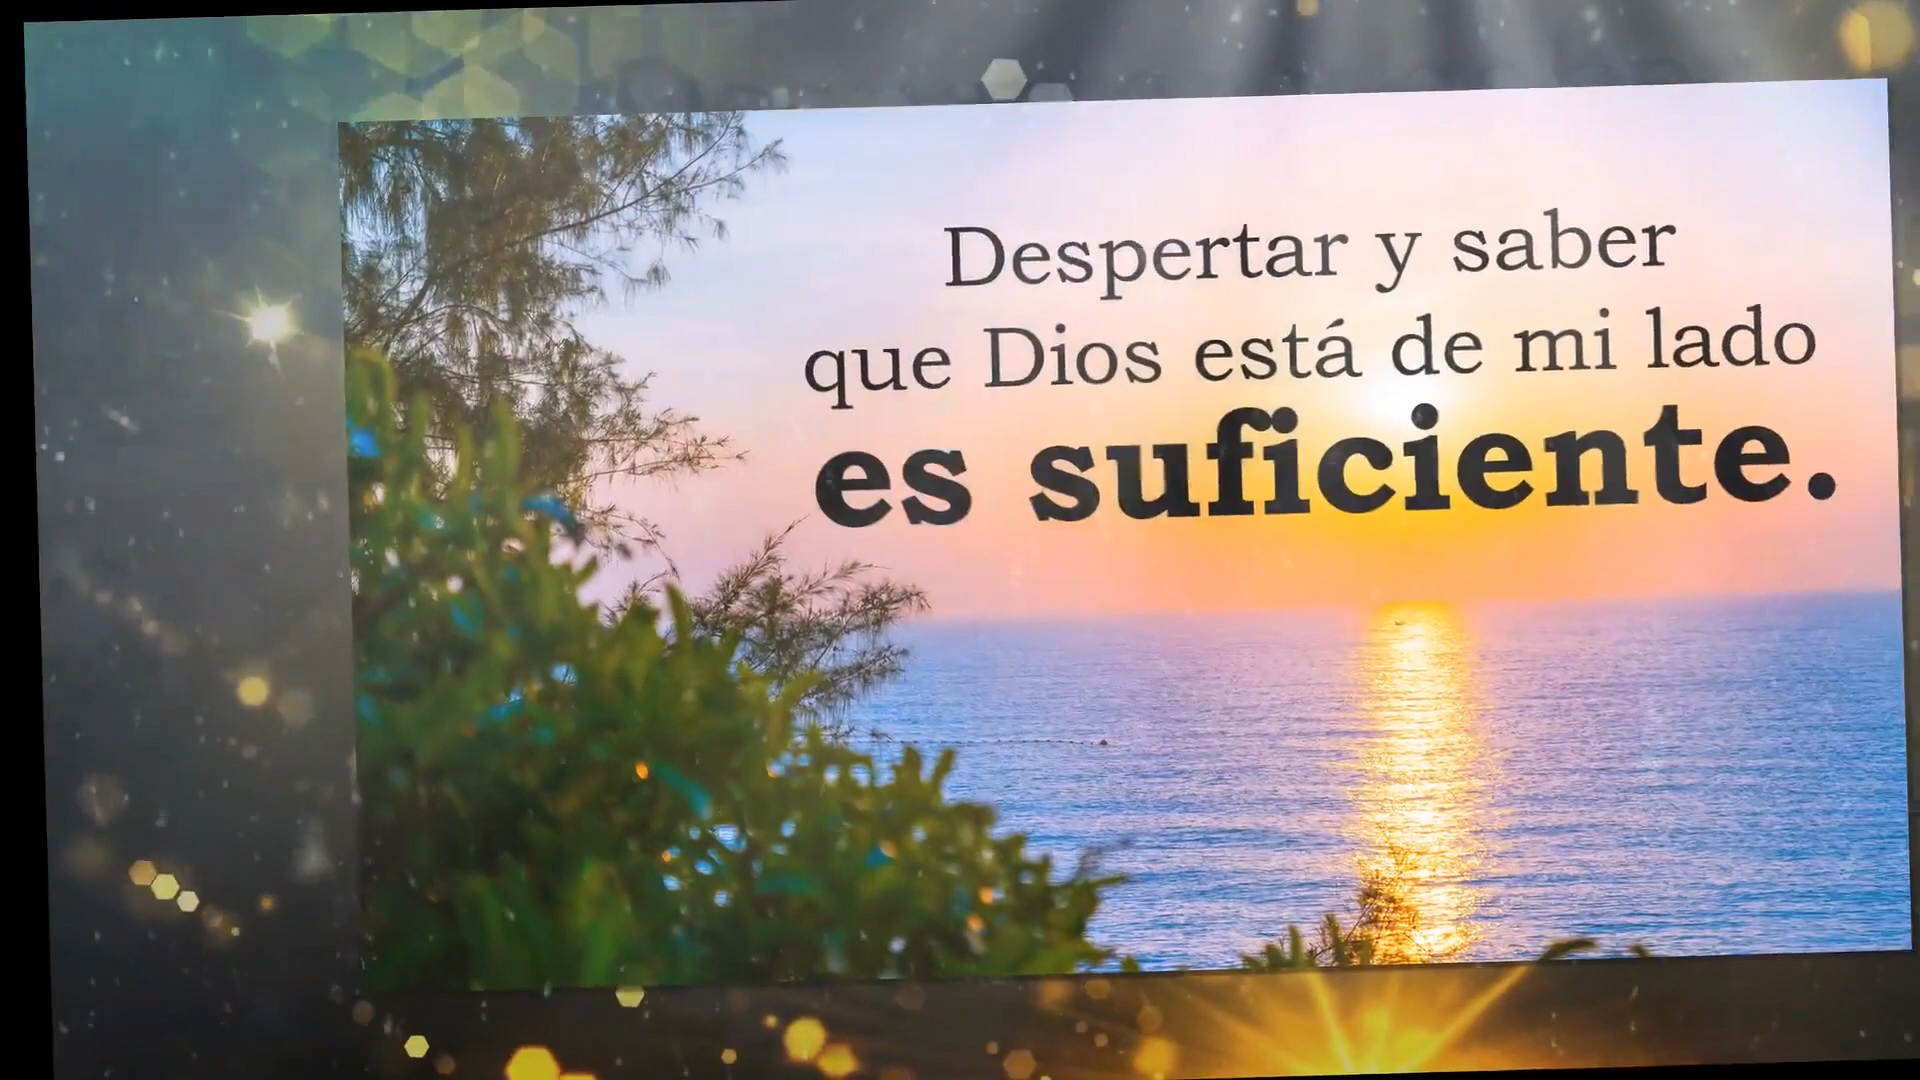 Despertar y saber
que Dios está de mi lado
es suficiente.